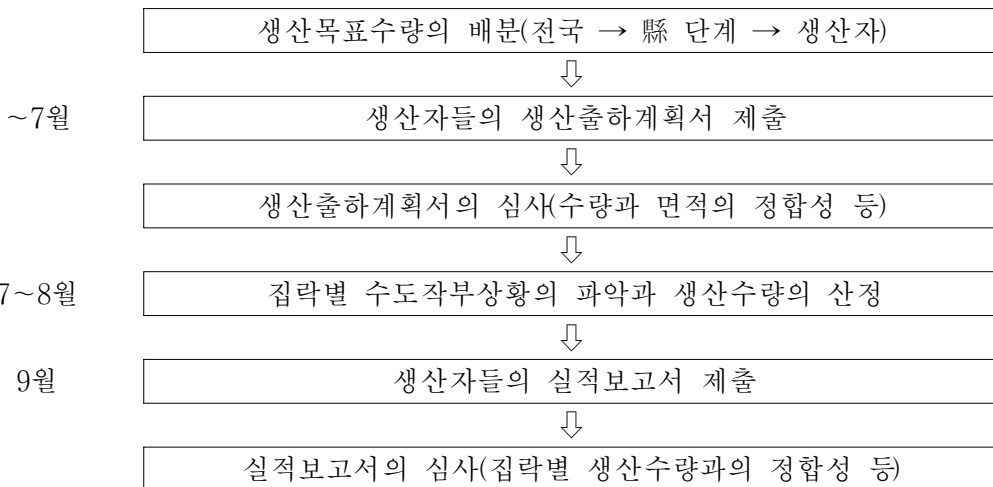 생산목표수량의 배분(전국 → 縣 단계 → 생산자)
⇩
~7월 생산자들의 생산출하계획서 제출
⇩
생산출하계획서의 심사(수량과 면적의 정합성 등)
⇩
7~8월 집락별 수도작부상황의 파악과 생산수량의 산정
⇩
9월 생산자들의 실적보고서 제출
⇩
실적보고서의 심사(집락별 생산수량과의 정합성 등)